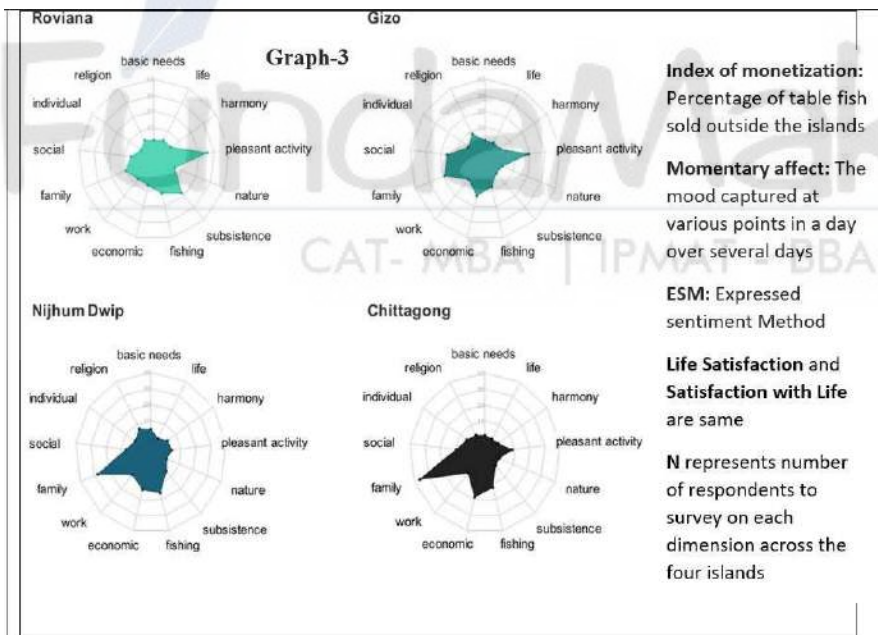 Roviana
Gizo
Graph-3
basic needs
religion
life
individual
harmony
social
pleasant activity
family
nature
work
subsistence
economic
fishing
basic needs
religion
life
individual
harmony
social
pleasant activity
family
nature
work
subsistence
economic
fishing
Nijhum Dwip
Chittagong
basic needs
religion
life
individual
harmony
social
pleasant activity
family
nature
work
subsistence
economic
fishing
basic needs
religion
life
individual
harmony
social
pleasant activity
family
nature
work
subsistence
economic
fishing
Index of monetization:
Percentage of table fish
sold outside the islands
Momentary affect: The
mood captured at
various points in a day
over several days
ESM: Expressed
sentiment Method
Life Satisfaction and
Satisfaction with Life
are same
N represents number
of respondents to
survey on each
dimension across the
four islands
FundaMak
CAT- MBA | IPMAT - BBA